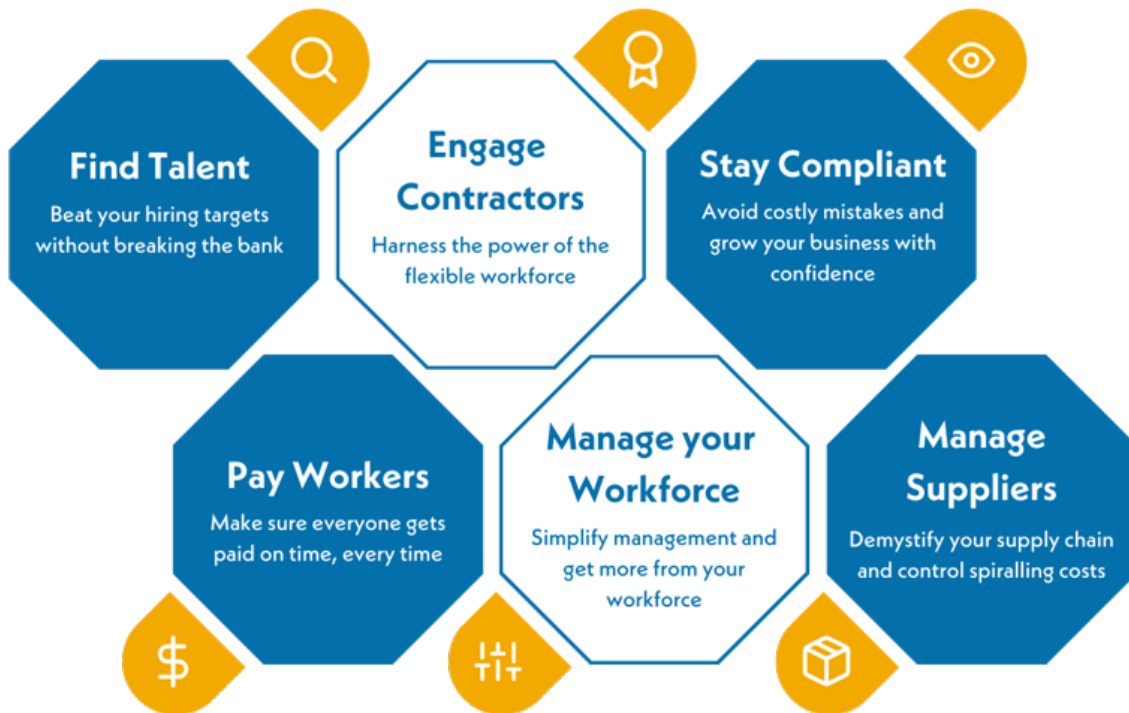 Find Talent
Beat your hiring targets
without breaking the bank
Engage
Contractors
Harness the power of the
flexible workforce
Stay Compliant
Avoid costly mistakes and
grow your business with
confidence
Pay Workers
Make sure everyone gets
paid on time, every time
Manage your
Workforce
Simplify management and
get more from your
workforce
Manage
Suppliers
Demystify your supply chain
and control spiralling costs